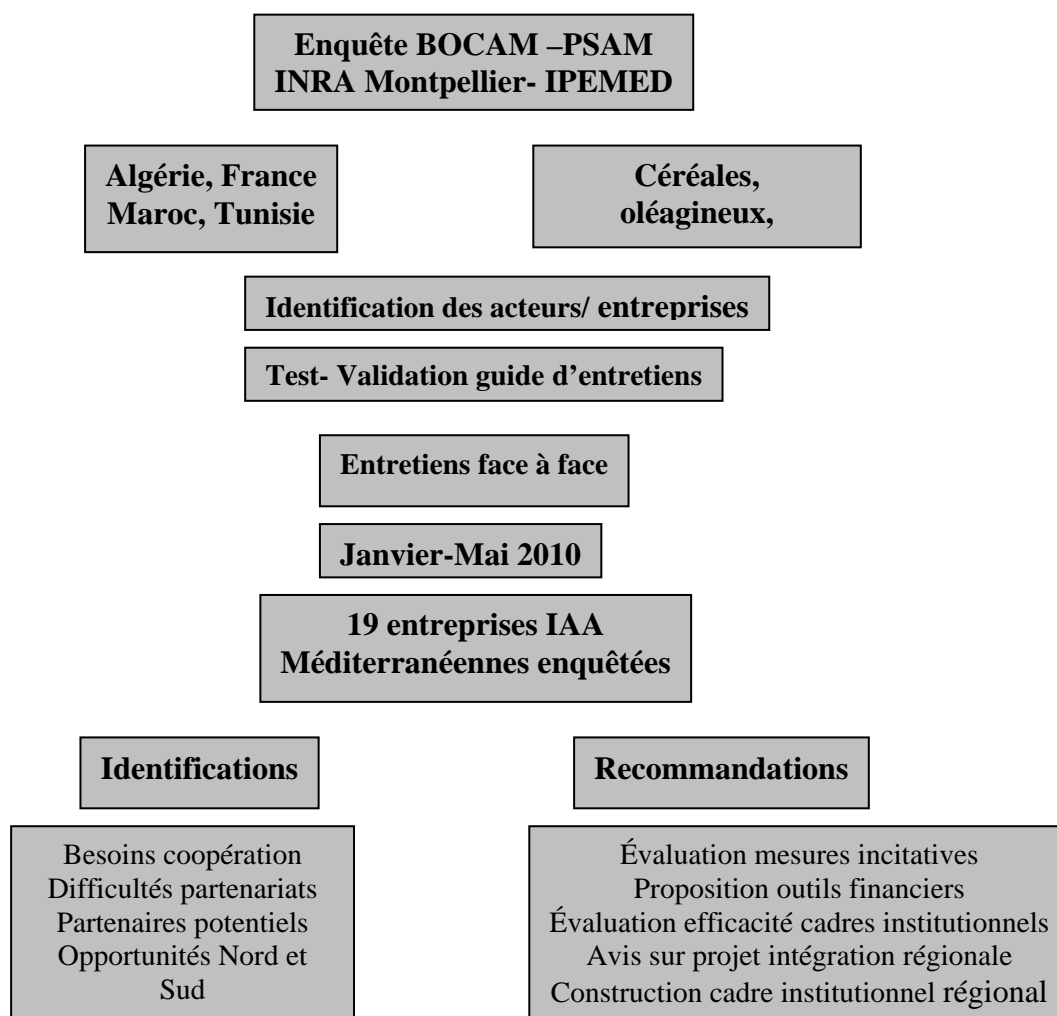 Enquête BOCAM –PSAM
INRA Montpellier- IPEMED
Algérie, France
Maroc, Tunisie
Céréales,
oléagineux,
Identification des acteurs/ entreprises
Test- Validation guide d’entretiens
Entretiens face à face
Janvier-Mai 2010
19 entreprises IAA
Méditerranéennes enquêtées
Identifications
Recommandations
Besoins coopération
Difficultés partenariats
Partenaires potentiels
Opportunités Nord et
Sud
Évaluation mesures incitatives
Proposition outils financiers
Évaluation efficacité cadres institutionnels
Avis sur projet intégration régionale
Construction cadre institutionnel régional